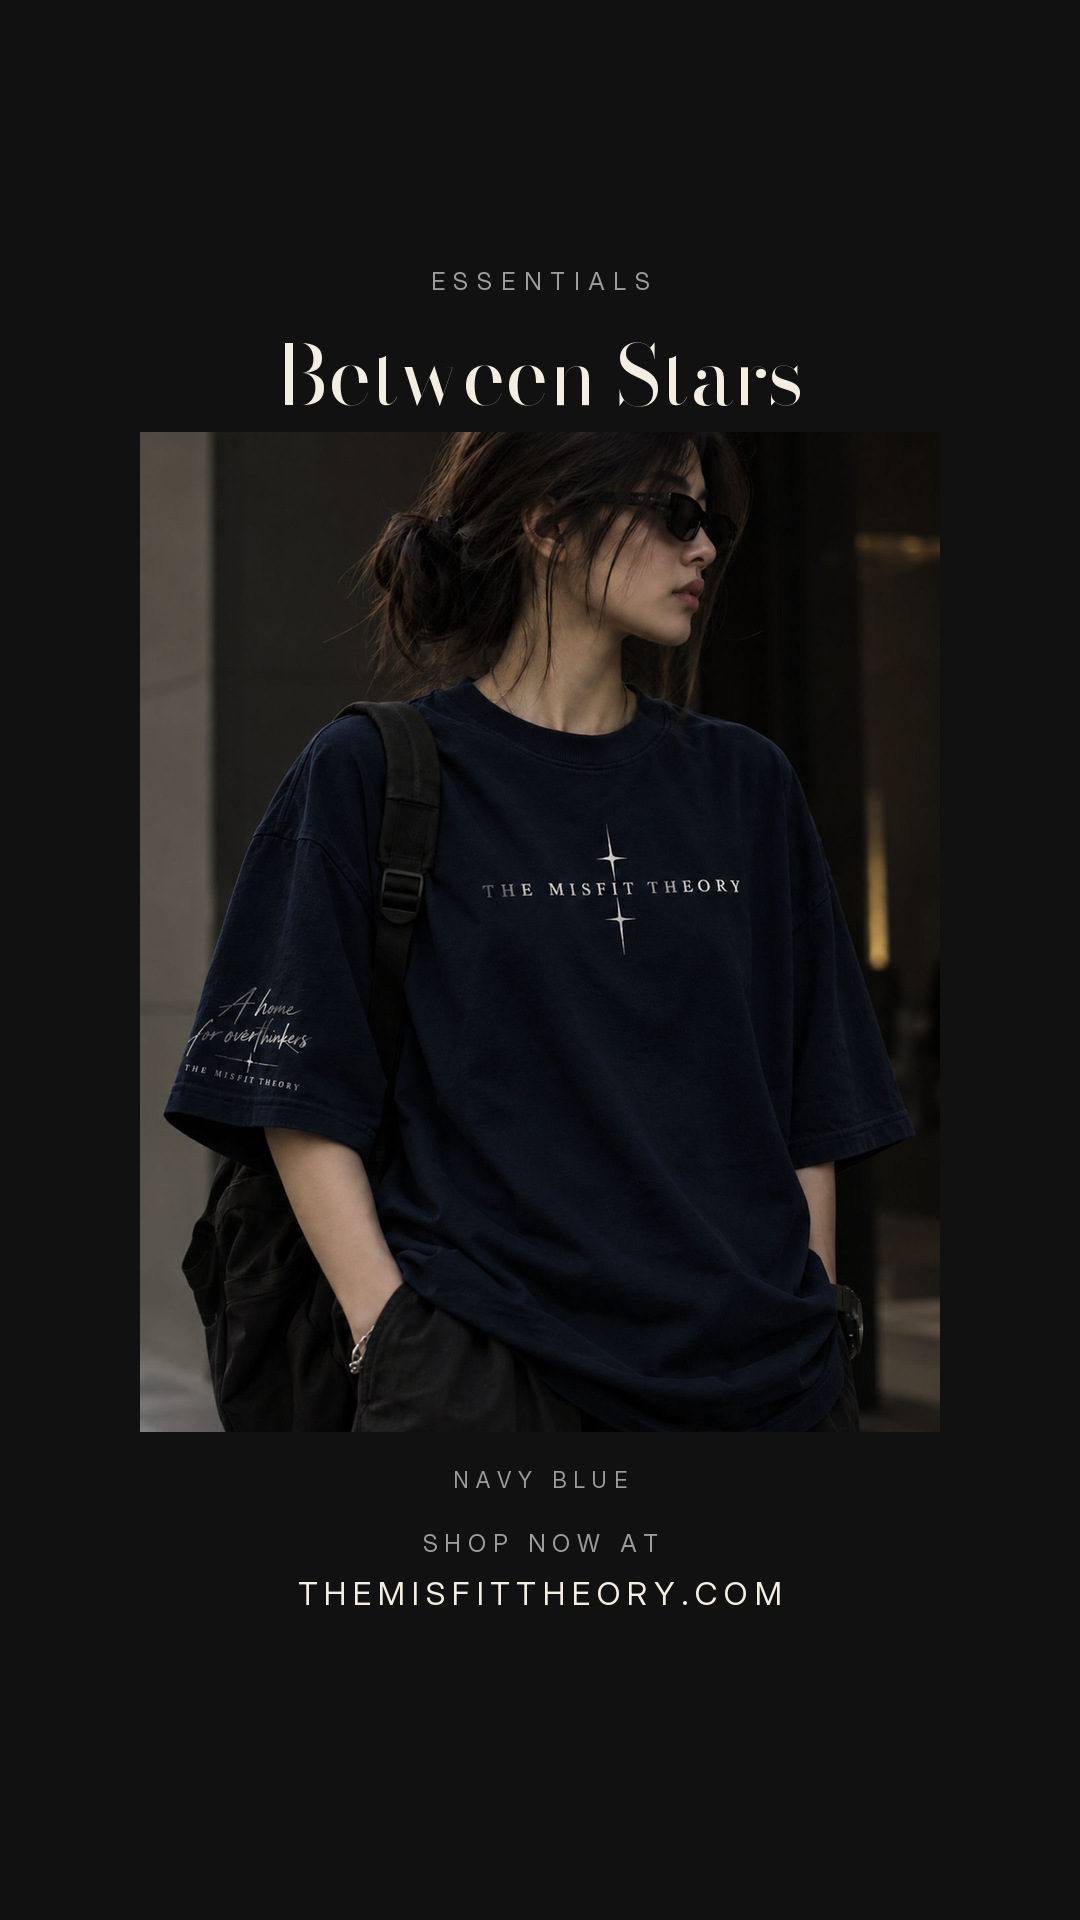 ESSENTIALS
Between Stars
THE MISFIT THEORY
A home
for overthinkers
THE MISFIT THEORY
NAVY BLUE
SHOP NOW AT
THEMISFITTHEORY.COM